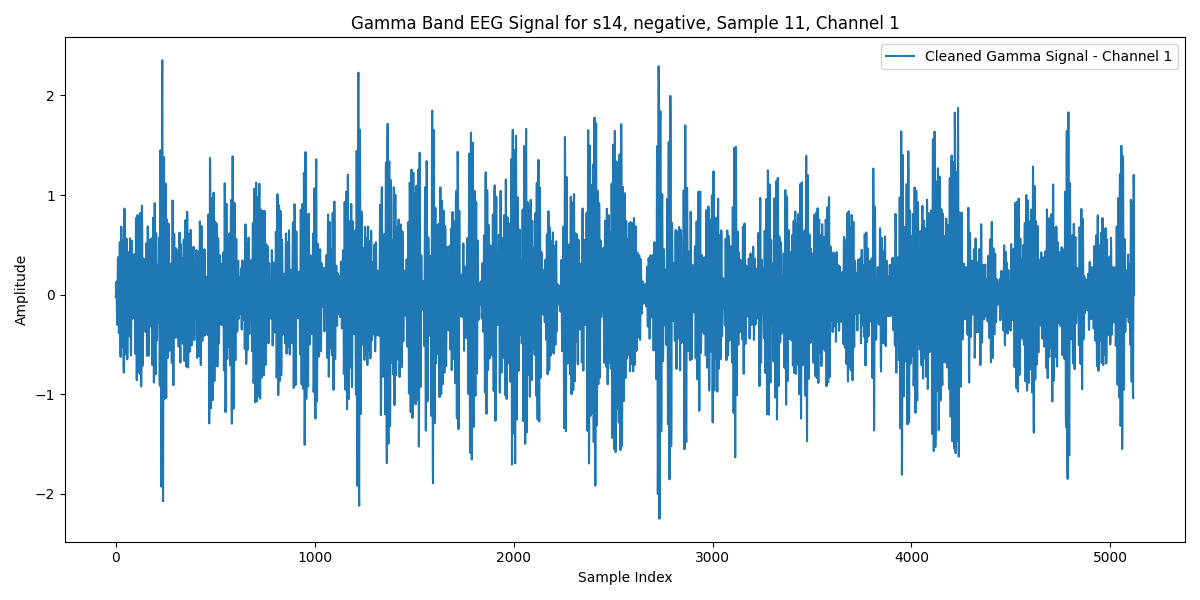 Gamma Band EEG Signal for s14, negative, Sample 11, Channel 1
Cleaned Gamma Signal - Channel 1
Amplitude
2
1
0
−1
−2
0 1000 2000 3000 4000 5000
Sample Index